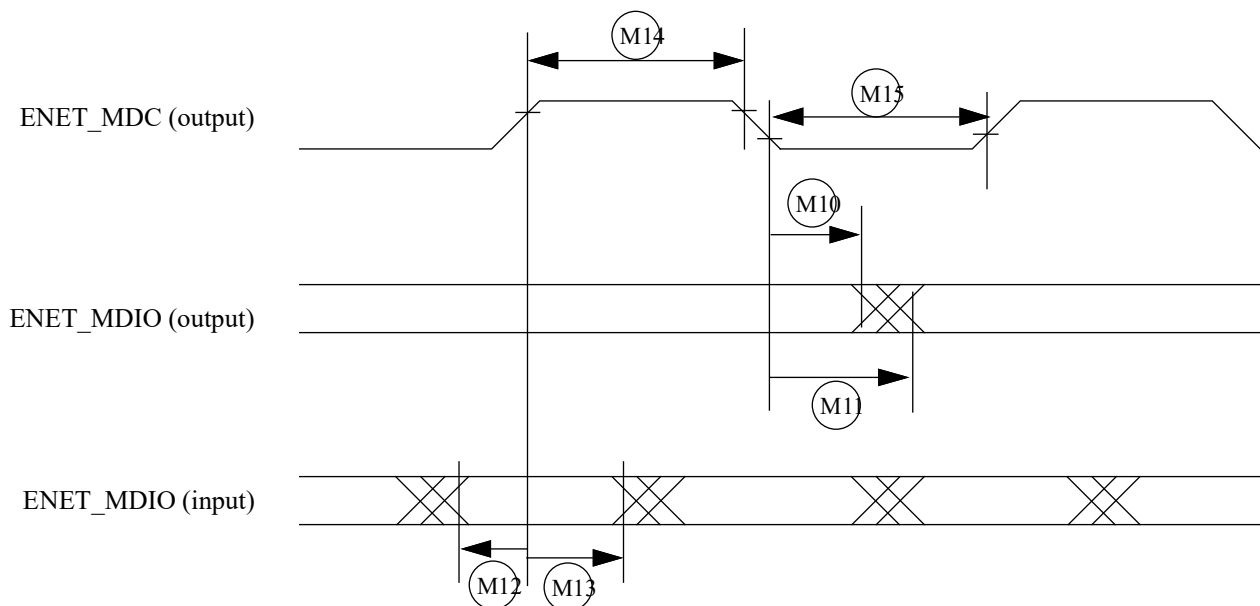 M14
ENET_MDC (output)
M15
M10
ENET_MDIO (output)
M11
ENET_MDIO (input)
M12
M13